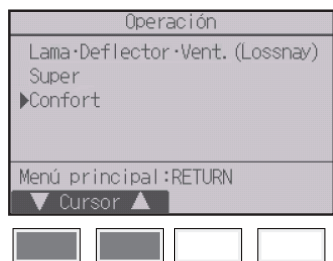 Operación
Lama·Deflector·Vent. (Lossnay)
Super
▶Confort
Menú principal:RETURN
▼ Cursor ▲